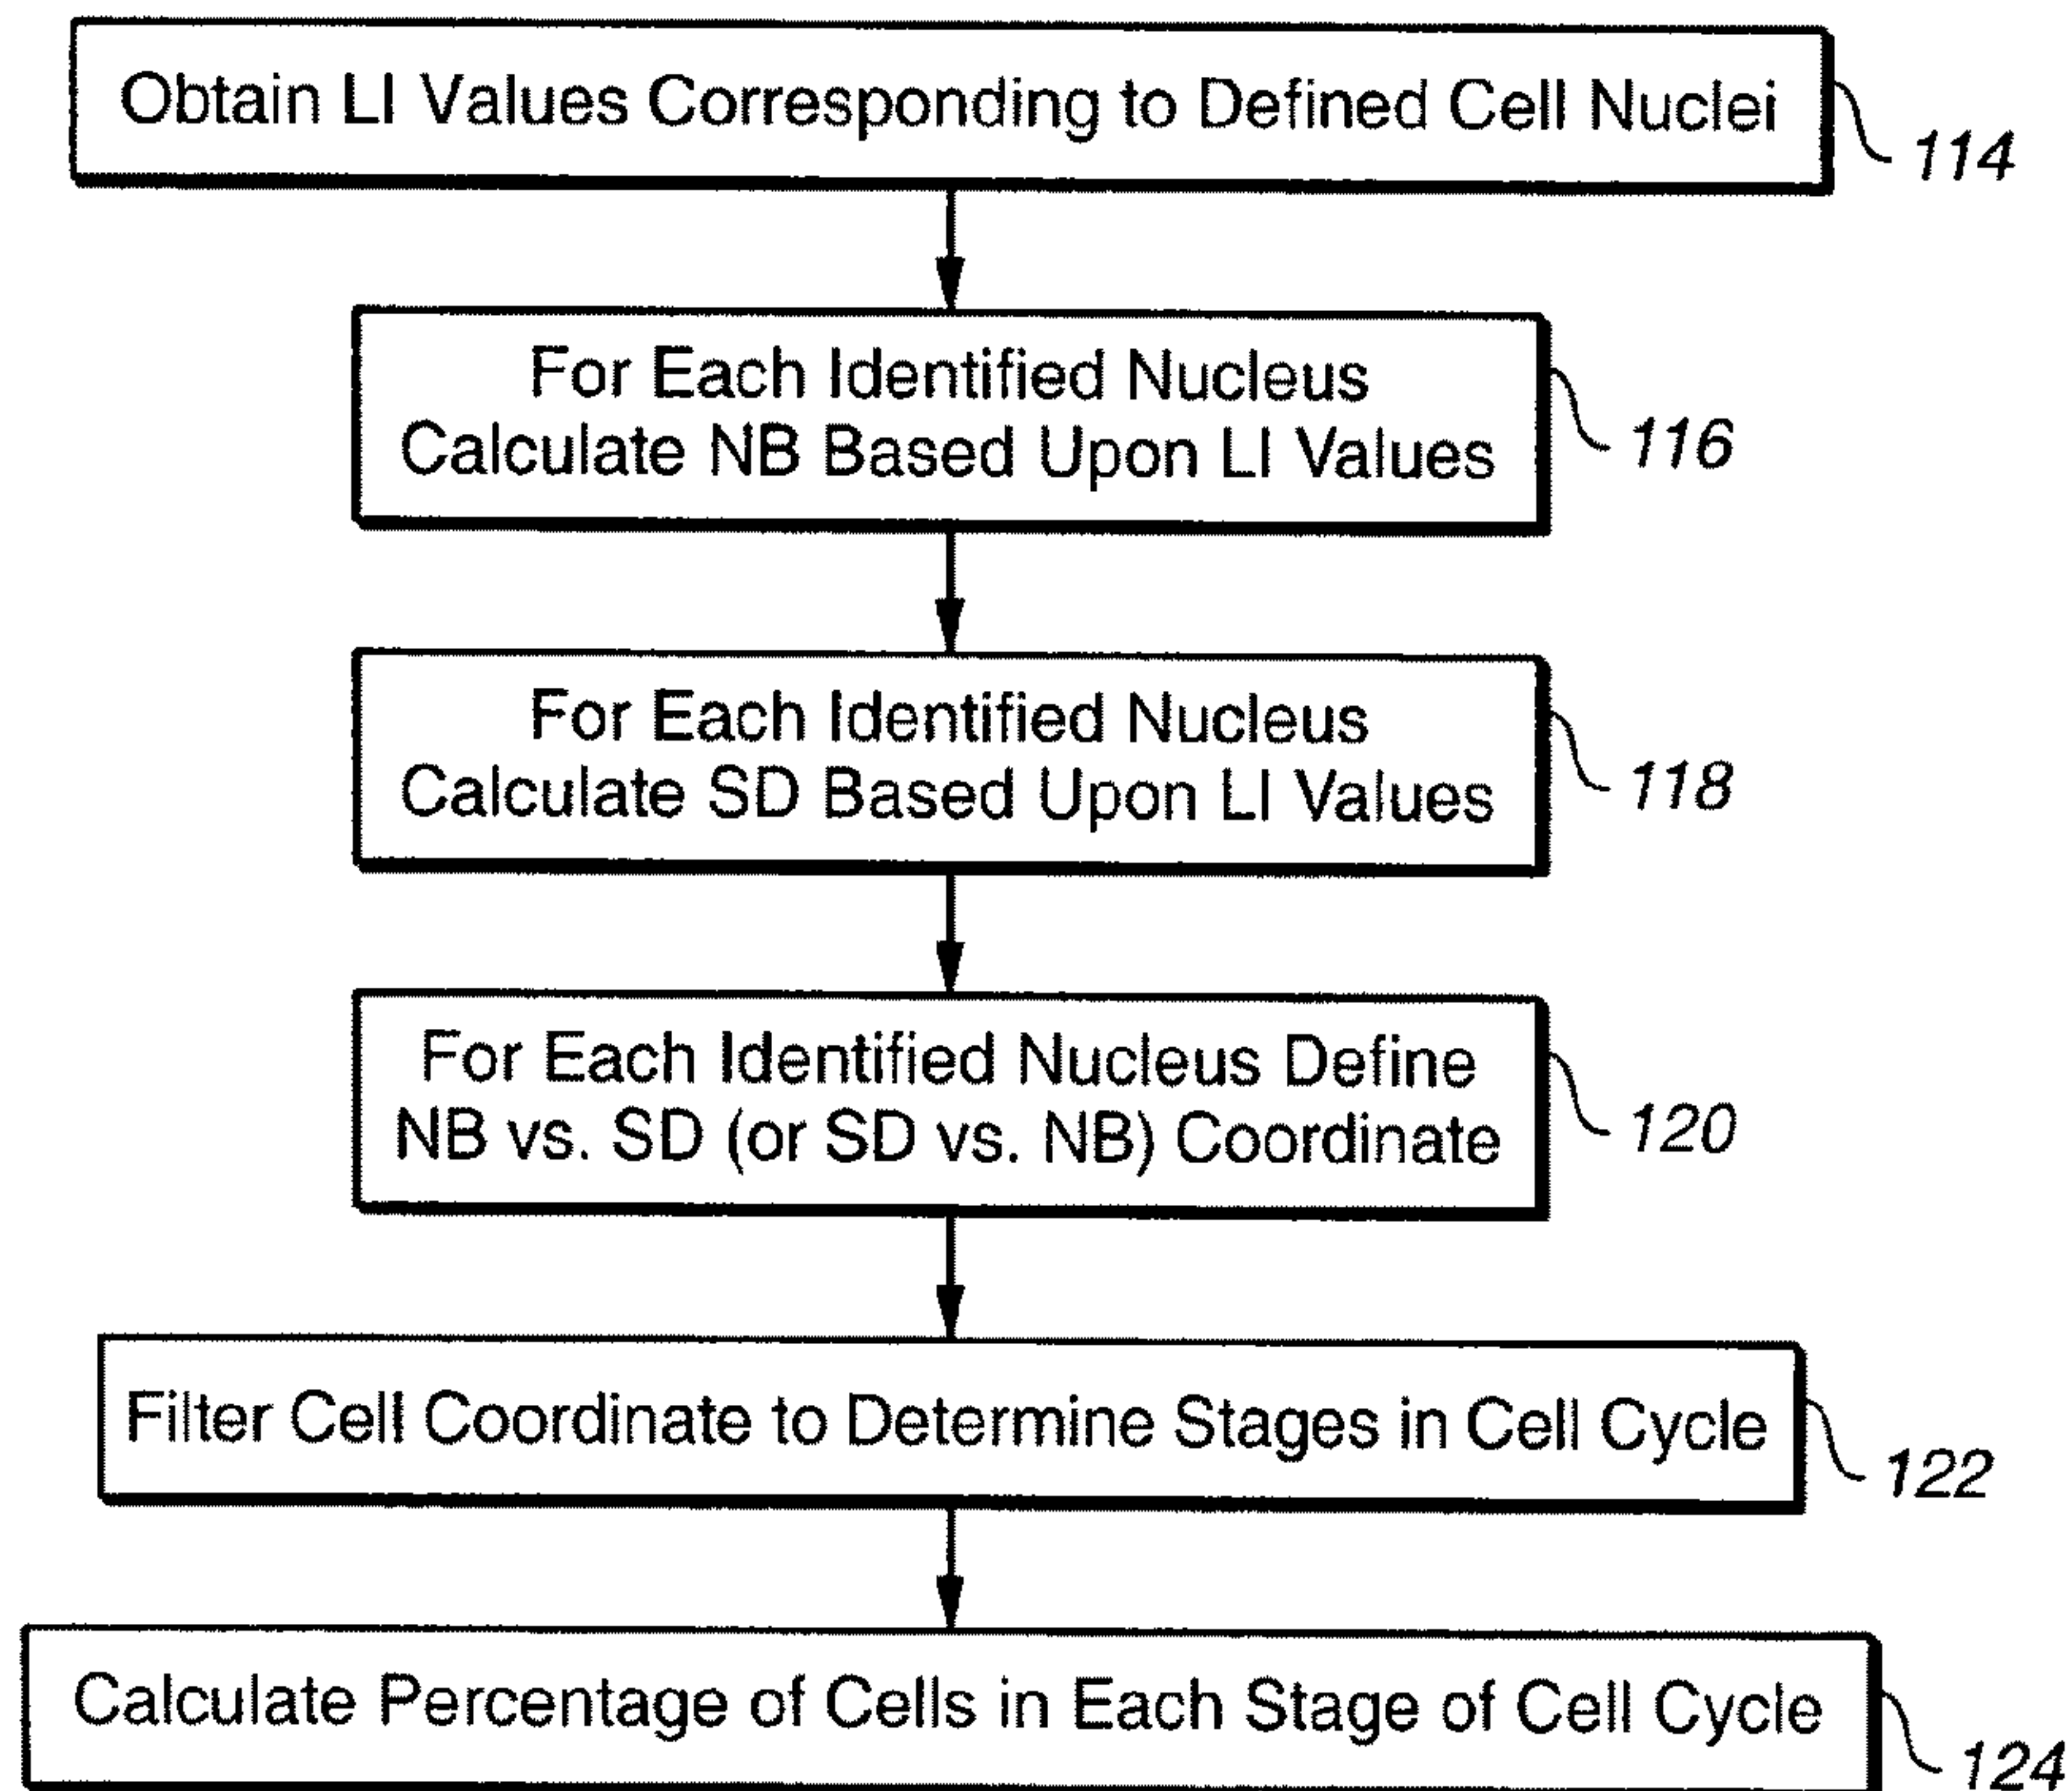 Obtain LI Values Corresponding to Defined Cell Nuclei
114
For Each Identified Nucleus
Calculate NB Based Upon LI Values
116
For Each Identified Nucleus
Calculate SD Based Upon LI Values
118
For Each Identified Nucleus Define
NB vs. SD (or SD vs. NB) Coordinate
120
Filter Cell Coordinate to Determine Stages in Cell Cycle
122
Calculate Percentage of Cells in Each Stage of Cell Cycle
124